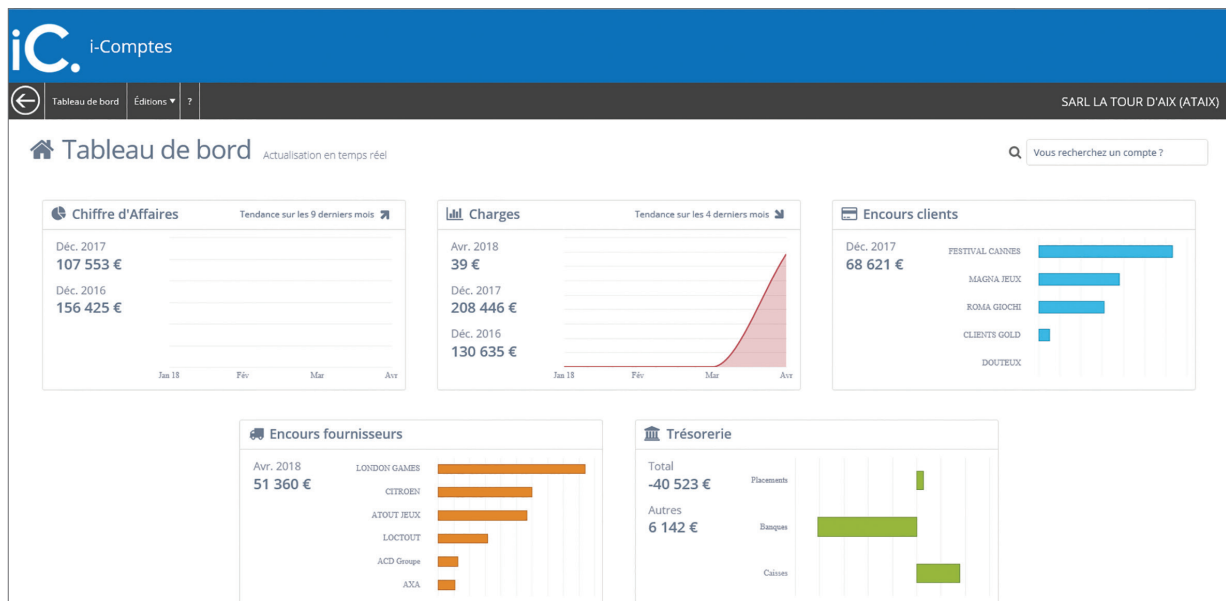 iC.
i-Comptes
Tableau de bord
Éditions
?
SARL LA TOUR D'AIX (ATAIX)
Tableau de bord
Actualisation en temps réel
Vous recherchez un compte ?
Chiffre d'Affaires
Tendance sur les 9 derniers mois
Déc. 2017
107 553 €
Déc. 2016
156 425 €
Jan 18
Fév
Mar
Avr
Charges
Tendance sur les 4 derniers mois
Avr. 2018
39 €
Déc. 2017
208 446 €
Déc. 2016
130 635 €
Jan 18
Fév
Mar
Avr
Encours clients
Déc. 2017
68 621 €
FESTIVAL CANNES
MAGNA JEUX
ROMA GIOCHI
CLIENTS GOLD
DOUTEUX
Encours fournisseurs
Avr. 2018
51 360 €
LONDON GAMES
CITROEN
ATOUT JEUX
LOCTOUT
ACD Groupe
AXA
Trésorerie
Total
-40 523 €
Autres
6 142 €
Placements
Banques
Caisses